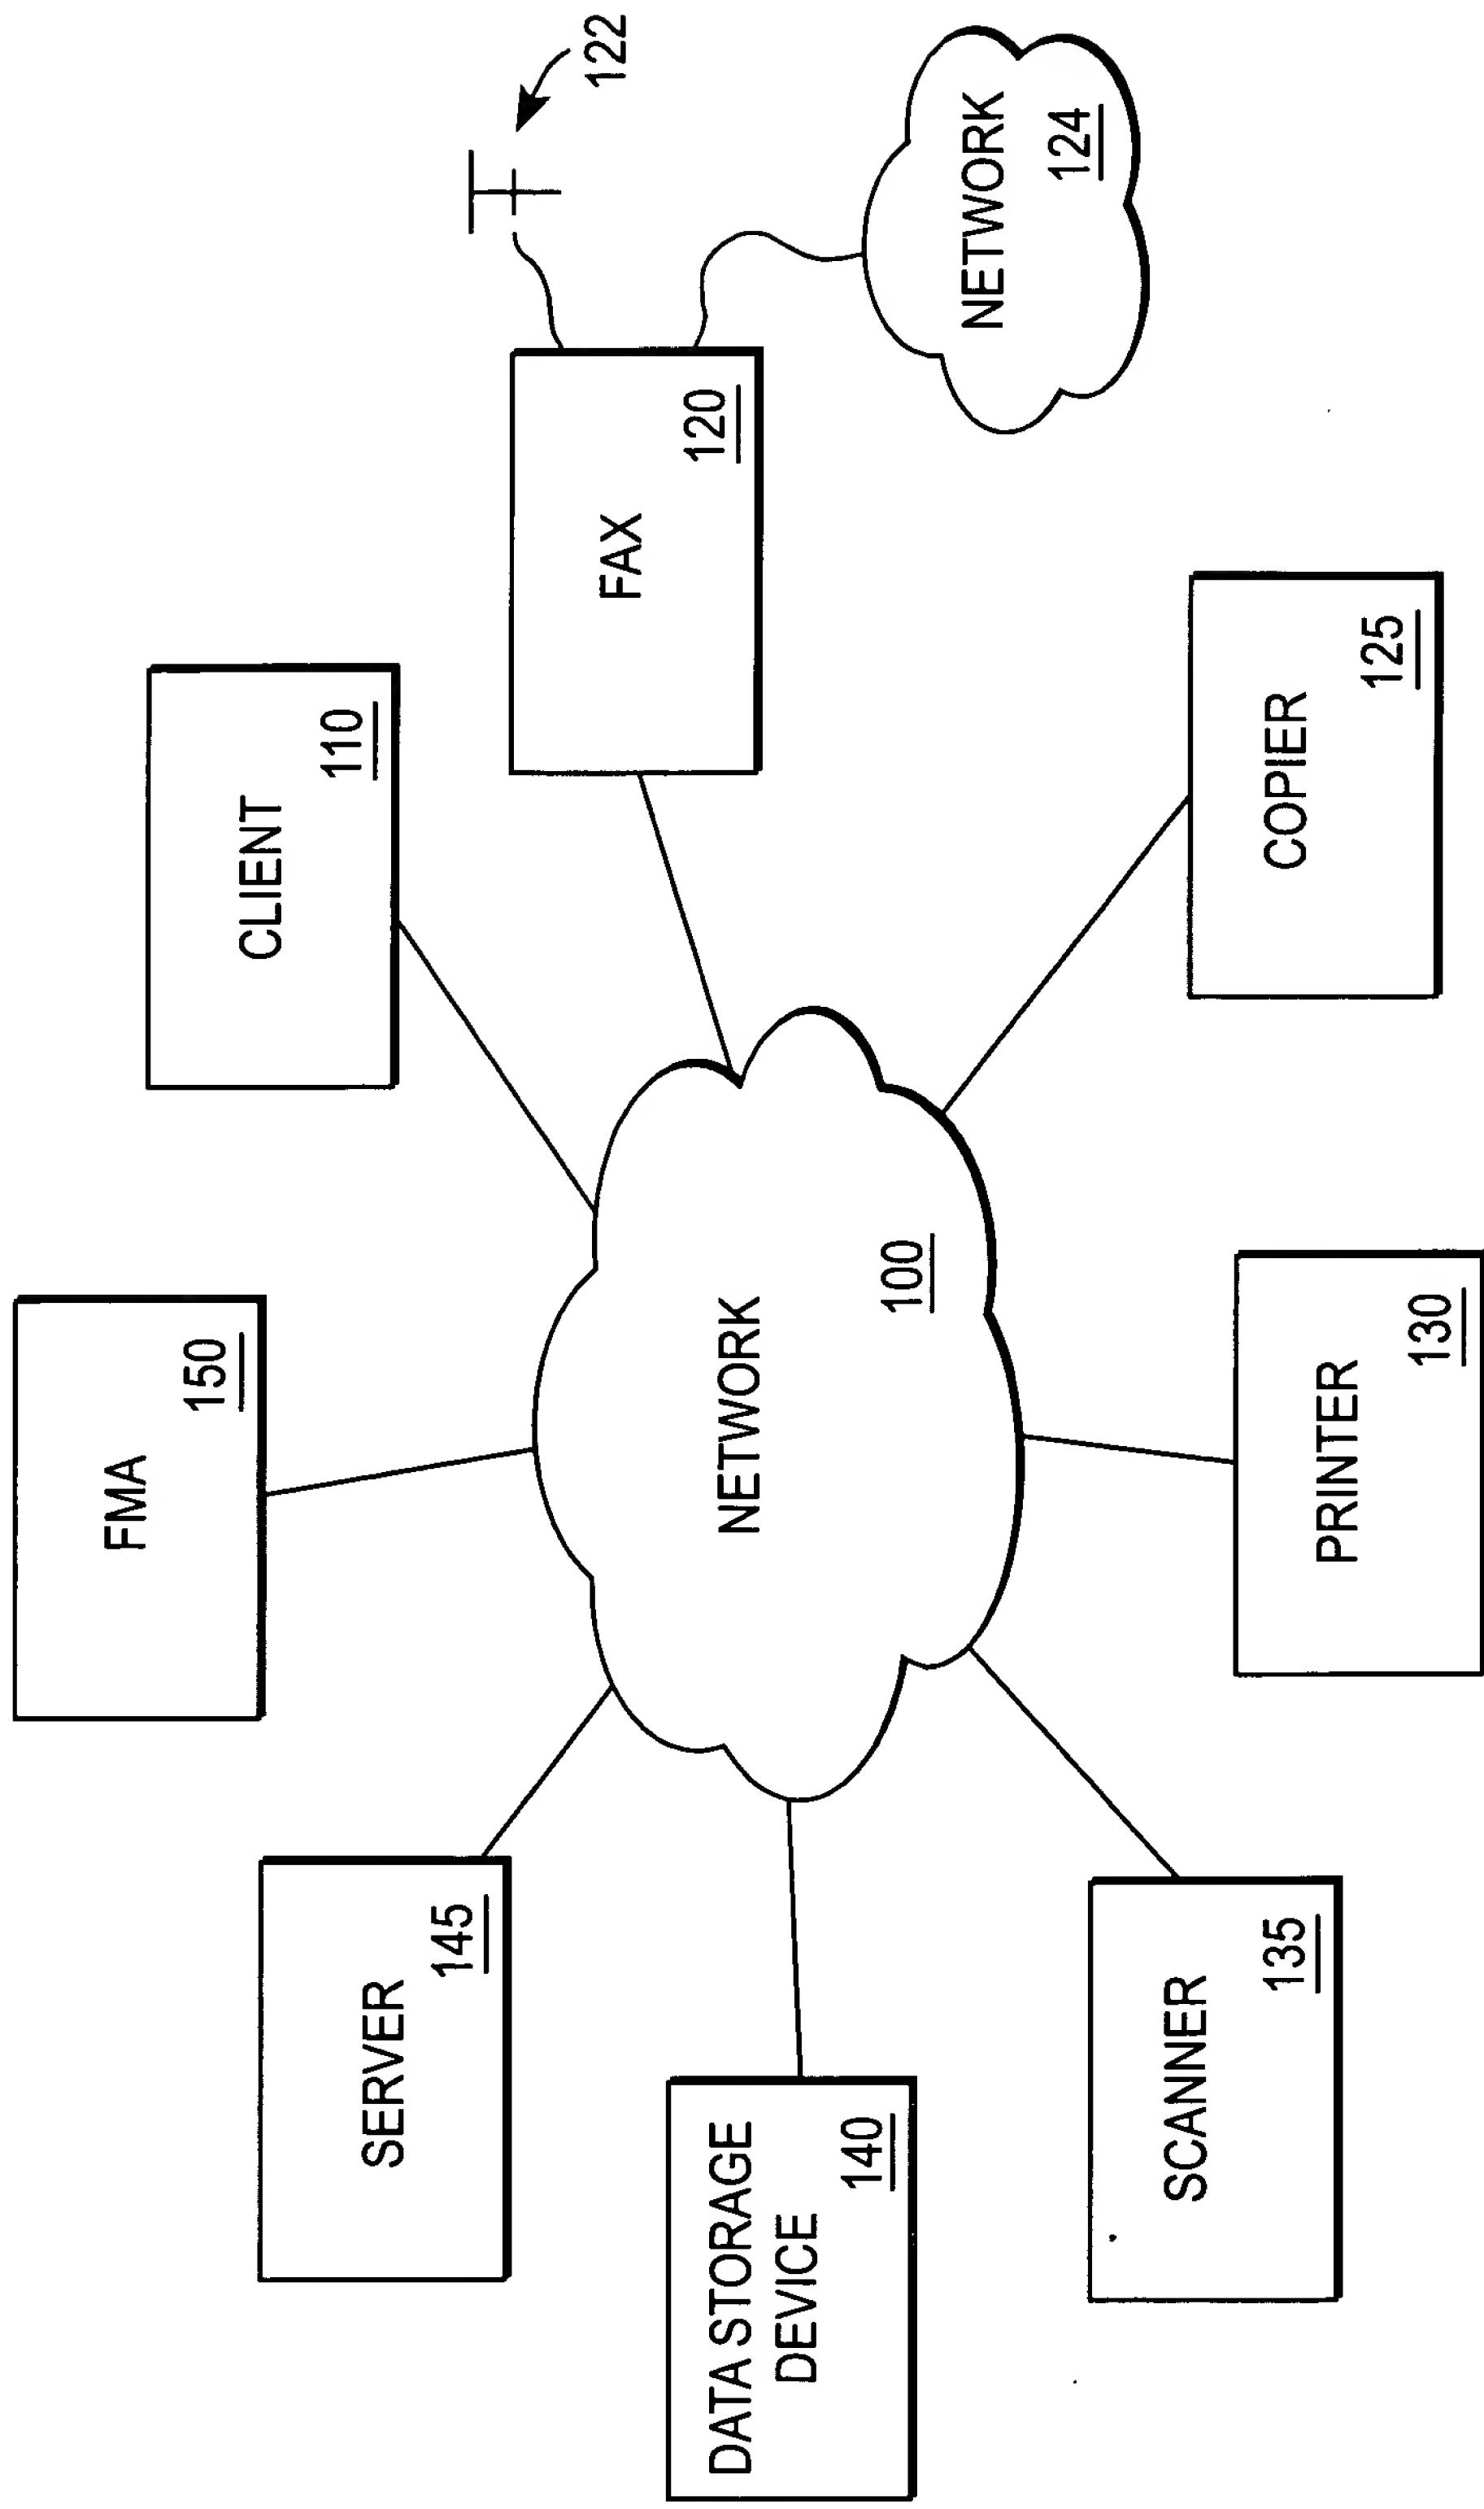 FMA
150
CLIENT
110
SERVER
145
FAX
120
122
DATA STORAGE
DEVICE
140
NETWORK
100
NETWORK
124
SCANNER
135
PRINTER
130
COPIER
125